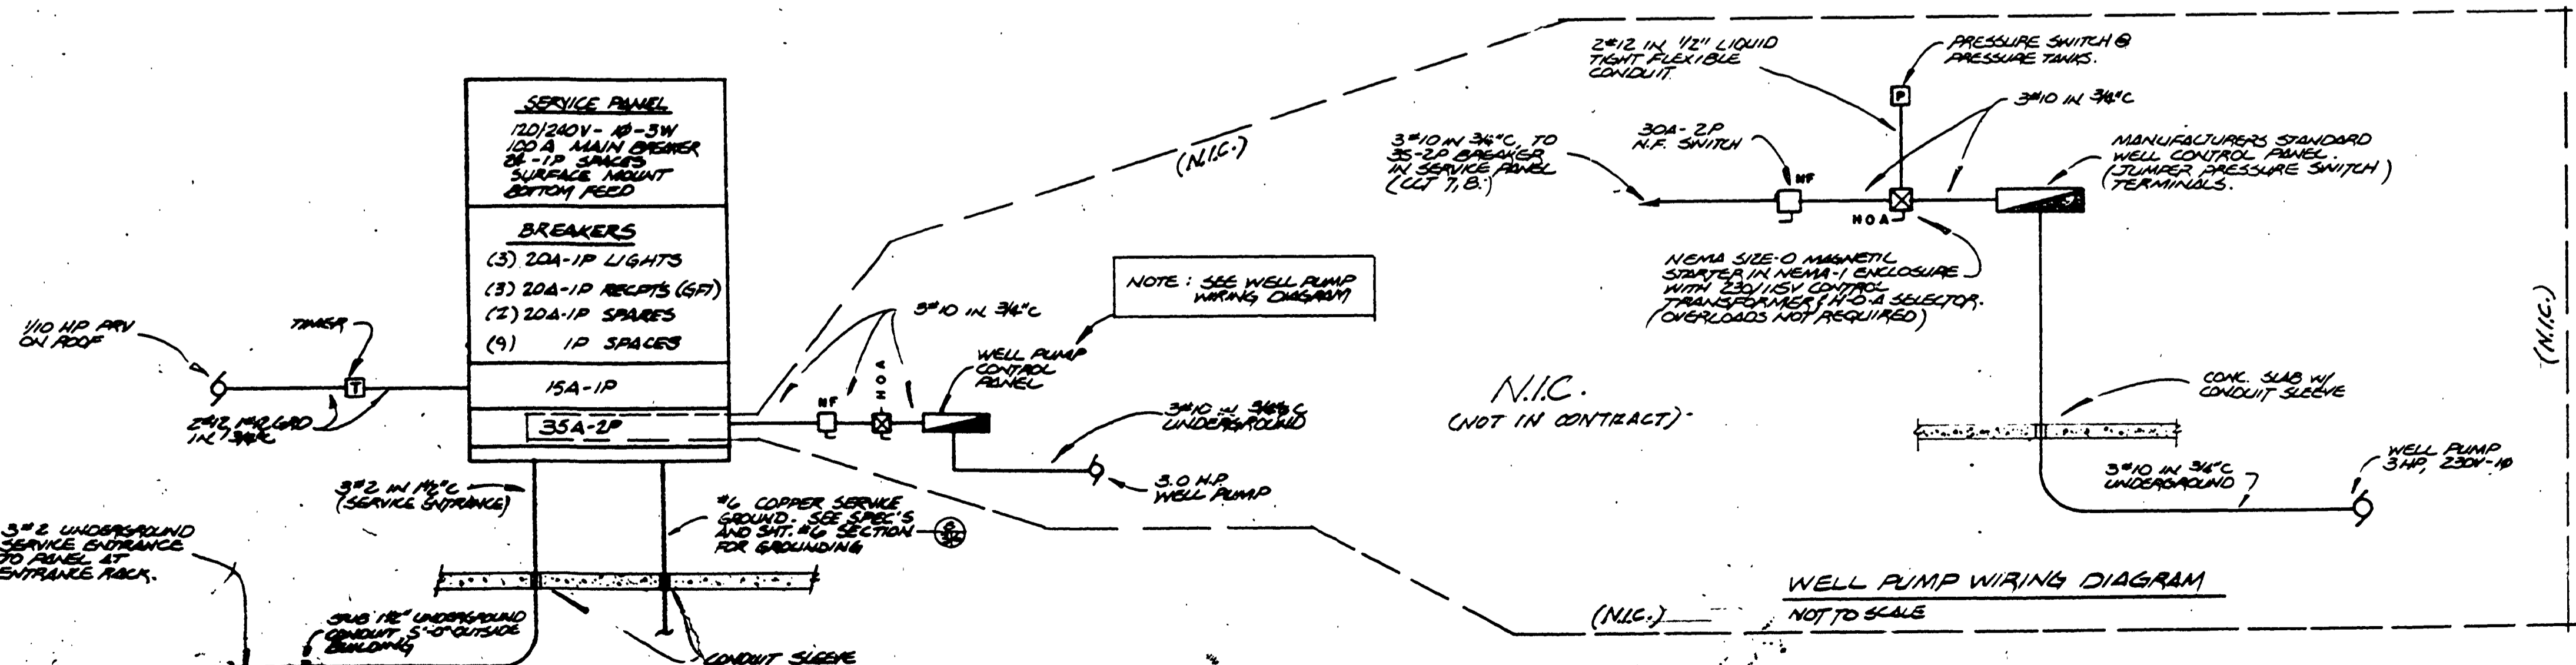 SERVICE PANEL
120/240V - 1Ø - 3W
100 A MAIN BREAKER
24 - 1P SPACES
SURFACE MOUNT
BOTTOM FEED
BREAKERS
(3) 20A-1P LIGHTS
(3) 20A-1P RECPTS (GFI)
(2) 20A-1P SPARES
(9) 1P SPACES
15A-1P
35A-2P
1/10 HP PRV
ON ROOF
TIMER
T
2#12, 1#12 GRD
IN 3/4"C
3#2 IN 1½"C
(SERVICE ENTRANCE)
3#2 UNDERGROUND
SERVICE ENTRANCE
TO PANEL AT
ENTRANCE RACK.
STUB 1½" UNDERGROUND
CONDUIT 5'-0" OUTSIDE
BUILDING
CONDUIT SLEEVE
#6 COPPER SERVICE
GROUND. SEE SPEC'S
AND SHT. #6 SECTION
FOR GROUNDING
3#10 IN 3/4"C
NF
HOA
WELL PUMP
CONTROL
PANEL
NOTE: SEE WELL PUMP
WIRING DIAGRAM
3#10 IN 3/4" C
UNDERGROUND
3.0 H.P.
WELL PUMP
(N.I.C.)
2#12 IN 1/2" LIQUID
TIGHT FLEXIBLE
CONDUIT.
PRESSURE SWITCH @
PRESSURE TANKS.
P
3#10 IN 3/4"C
3#10 IN 3/4"C, TO
35-2P BREAKER
IN SERVICE PANEL
(CCT 7, 8.)
30A-2P
N.F. SWITCH
NF
HOA
MANUFACTURERS STANDARD
WELL CONTROL PANEL.
(JUMPER PRESSURE SWITCH)
TERMINALS.
NEMA SIZE-0 MAGNETIC
STARTER IN NEMA-1 ENCLOSURE
WITH 230/115V CONTROL
TRANSFORMER & H-O-A SELECTOR.
(OVERLOADS NOT REQUIRED)
(N.I.C.)
N.I.C.
(NOT IN CONTRACT)
CONC. SLAB W/
CONDUIT SLEEVE
3#10 IN 3/4"C
UNDERGROUND
WELL PUMP
3HP, 230V-1Ø
WELL PUMP WIRING DIAGRAM
NOT TO SCALE
(N.I.C.)